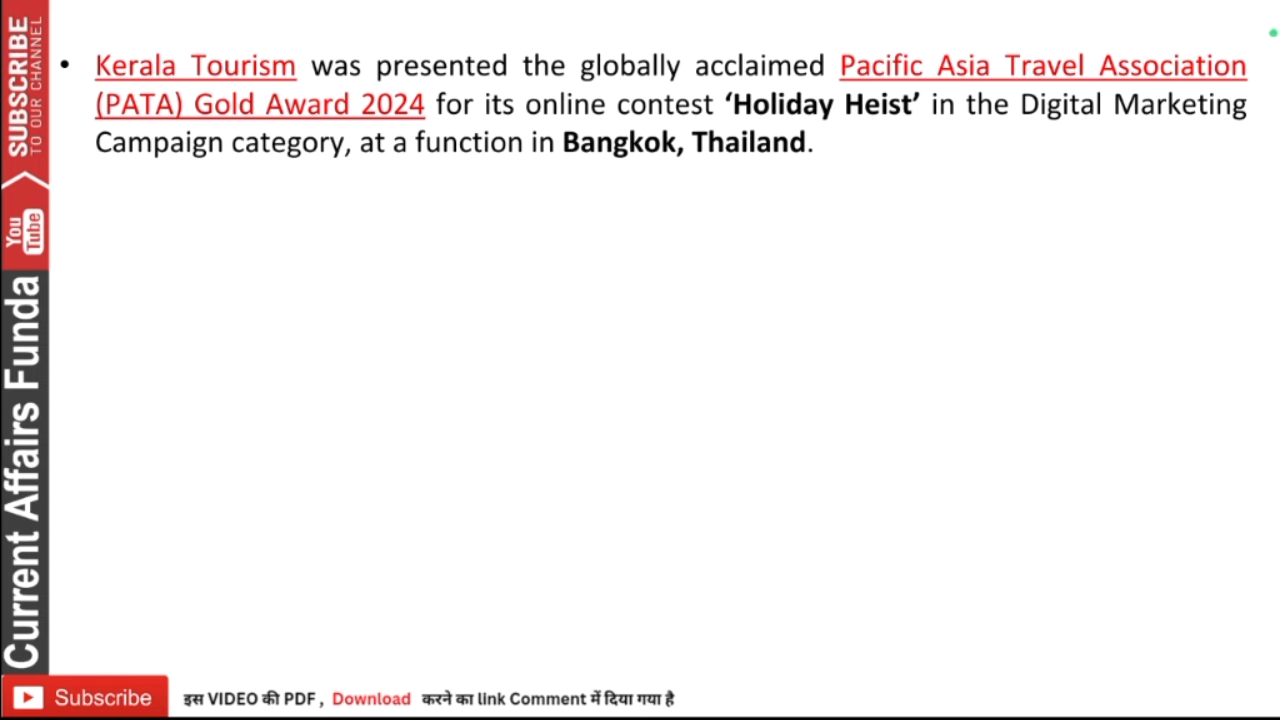 • Kerala Tourism was presented the globally acclaimed Pacific Asia Travel Association
(PATA) Gold Award 2024 for its online contest ‘Holiday Heist’ in the Digital Marketing
Campaign category, at a function in Bangkok, Thailand.
SUBSCRIBE
TO OUR CHANNEL
You
Tube
Current Affairs Funda
Subscribe
इस VIDEO की PDF , Download करने का link Comment में दिया गया है